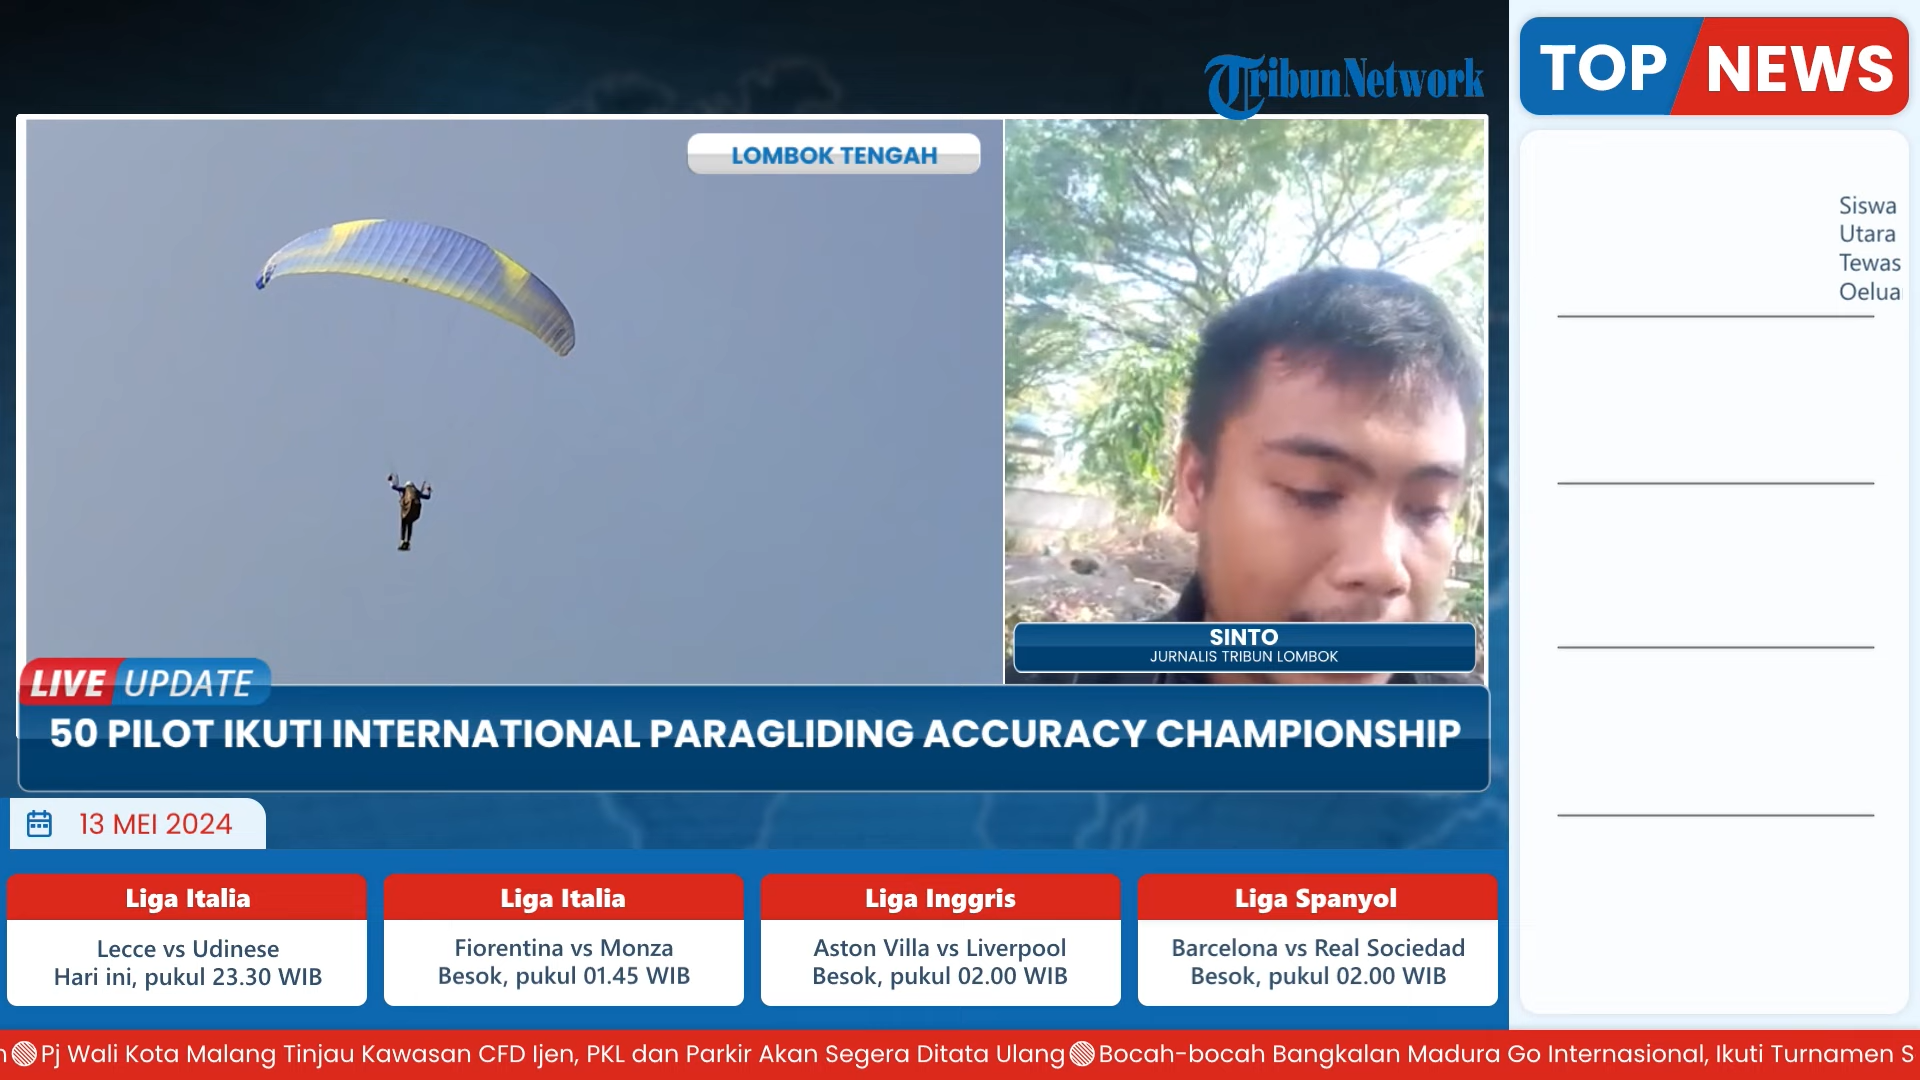 TribunNetwork
TOP NEWS
LOMBOK TENGAH
Siswa
Utara
Tewas
SINTO
JURNALIS TRIBUN LOMBOK
LIVE UPDATE
50 PILOT IKUTI INTERNATIONAL PARAGLIDING ACCURACY CHAMPIONSHIP
13 MEI 2024
Liga Italia
Lecce vs Udinese
Hari ini, pukul 23.30 WIB
Liga Italia
Fiorentina vs Monza
Besok, pukul 01.45 WIB
Liga Inggris
Aston Villa vs Liverpool
Besok, pukul 02.00 WIB
Liga Spanyol
Barcelona vs Real Sociedad
Besok, pukul 02.00 WIB
Pj Wali Kota Malang Tinjau Kawasan CFD Ijen, PKL dan Parkir Akan Segera Ditata Ulang Bocah-bocah Bangkalan Madura Go Internasional, Ikuti Turnamen